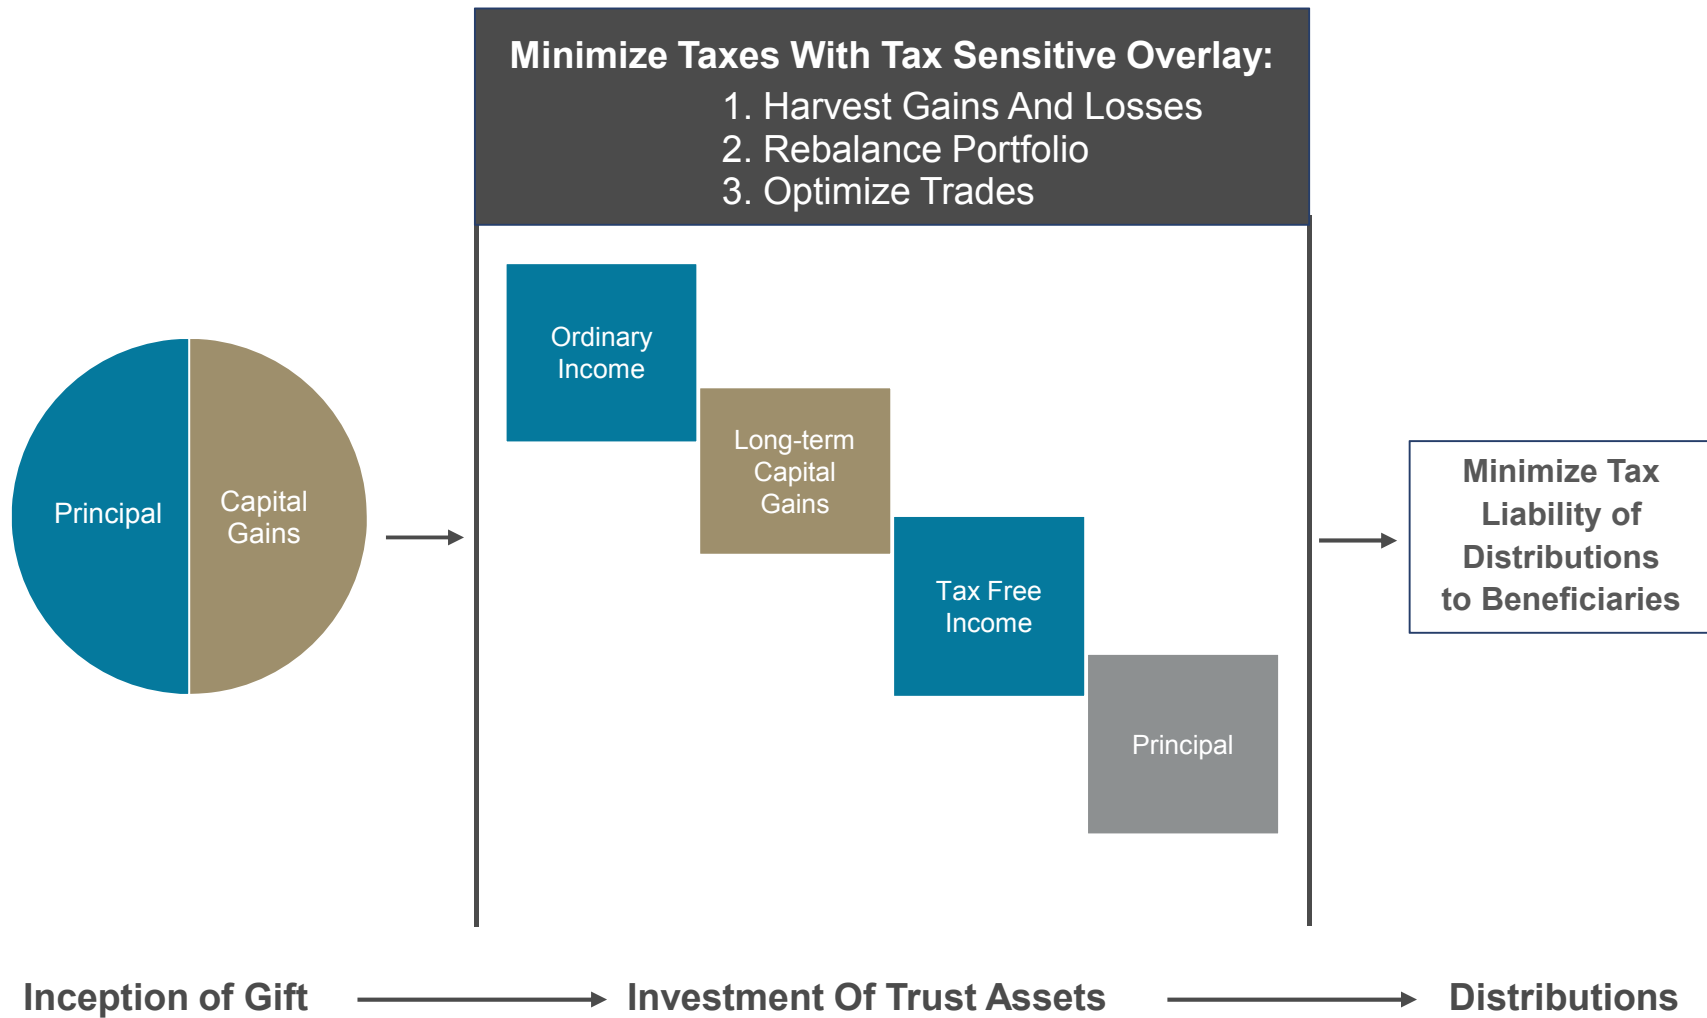 Minimize Taxes With Tax Sensitive Overlay:
1. Harvest Gains And Losses
2. Rebalance Portfolio
3. Optimize Trades
Principal
Capital
Gains
Ordinary
Income
Long-term
Capital
Gains
Tax Free
Income
Principal
Minimize Tax
Liability of
Distributions
to Beneficiaries
Inception of Gift
Investment Of Trust Assets
Distributions